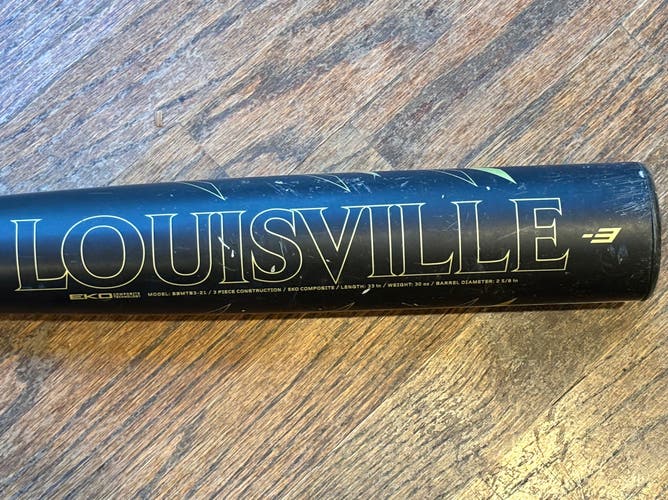 LOUISVILLE -3
EKO COMPOSITE TECHNOLOGY MODEL: BBMTB3-21 / 3 PIECE CONSTRUCTION / EKO COMPOSITE / LENGTH: 33 in / WEIGHT: 30 oz / BARREL DIAMETER: 2 5/8 in